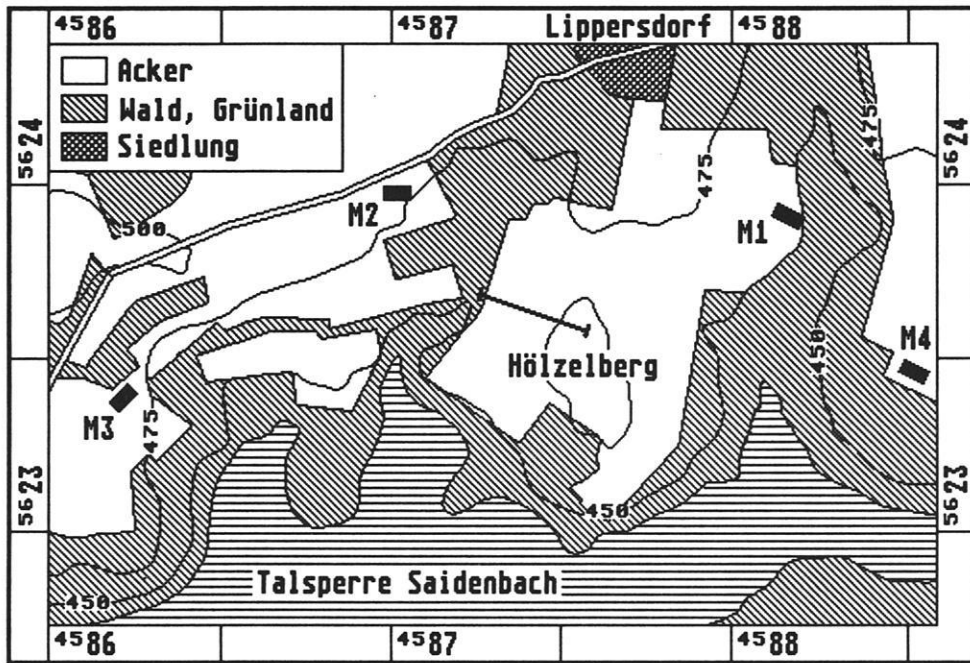 4586
4587
Lippersdorf
4588
Acker
Wald, Grünland
Siedlung
5624
5624
475
475
M2
M1
500
450
M4
Hölzelberg
M3
475
5623
5623
450
Talsperre Saidenbach
450
4586
4587
4588